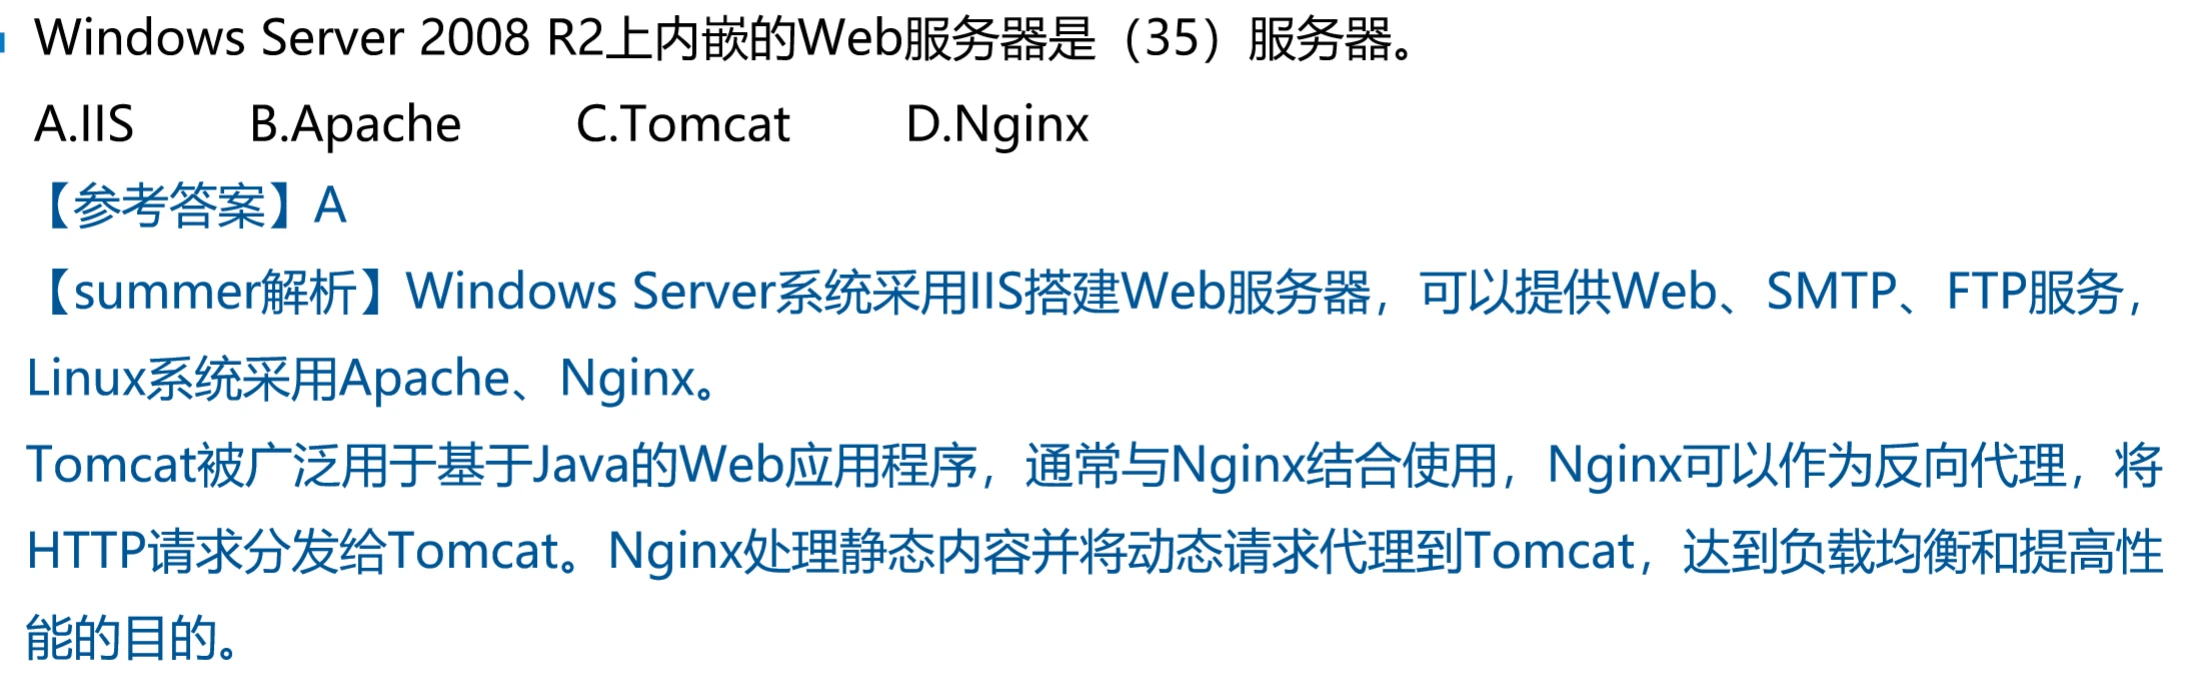 Windows Server 2008 R2上内嵌的Web服务器是（35）服务器。
A.IIS B.Apache C.Tomcat D.Nginx
【参考答案】A
【summer解析】Windows Server系统采用IIS搭建Web服务器，可以提供Web、SMTP、FTP服务，
Linux系统采用Apache、Nginx。
Tomcat被广泛用于基于Java的Web应用程序，通常与Nginx结合使用，Nginx可以作为反向代理，将
HTTP请求分发给Tomcat。Nginx处理静态内容并将动态请求代理到Tomcat，达到负载均衡和提高性
能的目的。